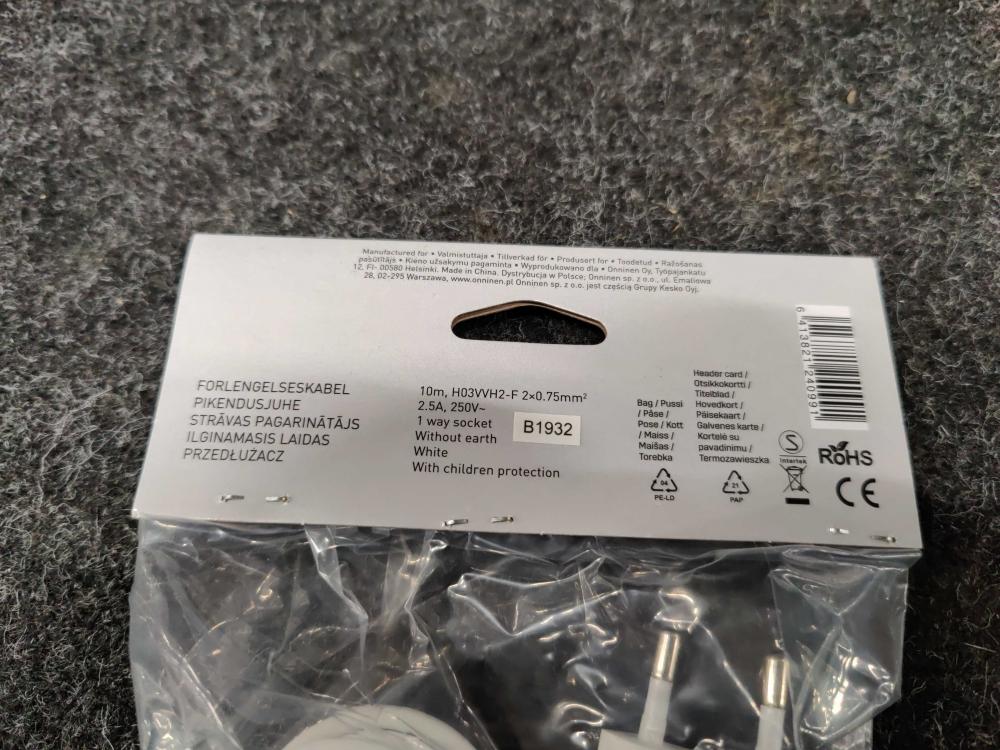 Manufactured for • Valmistuttaja • Tillverkad för • Produsert for • Toodetud • Ražošanas
pasūtītājs • Kieno užsakymu pagaminta • Wyprodukowano dla • Onninen Oy, Työpajankatu
12, FI- 00580 Helsinki. Made in China. Dystrybucja w Polsce; Onninen sp. z o.o., ul. Emaliowa
28, 02-295 Warszawa, www.onninen.pl Onninen sp. z o.o. jest częścią Grupy Kesko Oyj.
FORLENGELSESKABEL
PIKENDUSJUHE
STRĀVAS PAGARINĀTĀJS
ILGINAMASIS LAIDAS
PRZEDŁUŻACZ
10m, H03VVH2-F 2×0.75mm²
2.5A, 250V~
1 way socket
Without earth
White
With children protection
B1932
Bag / Pussi
/ Påse /
Pose / Kott
/ Maiss /
Maišas /
Torebka
04
PE-LD
Header card /
Otsikkokortti /
Titelblad /
Hovedkort /
Päisekaart /
Galvenes karte /
Kortelė su
pavadinimu /
Termozawieszka
21
PAP
S
Intertek
RoHS
CE
6 413821 240991